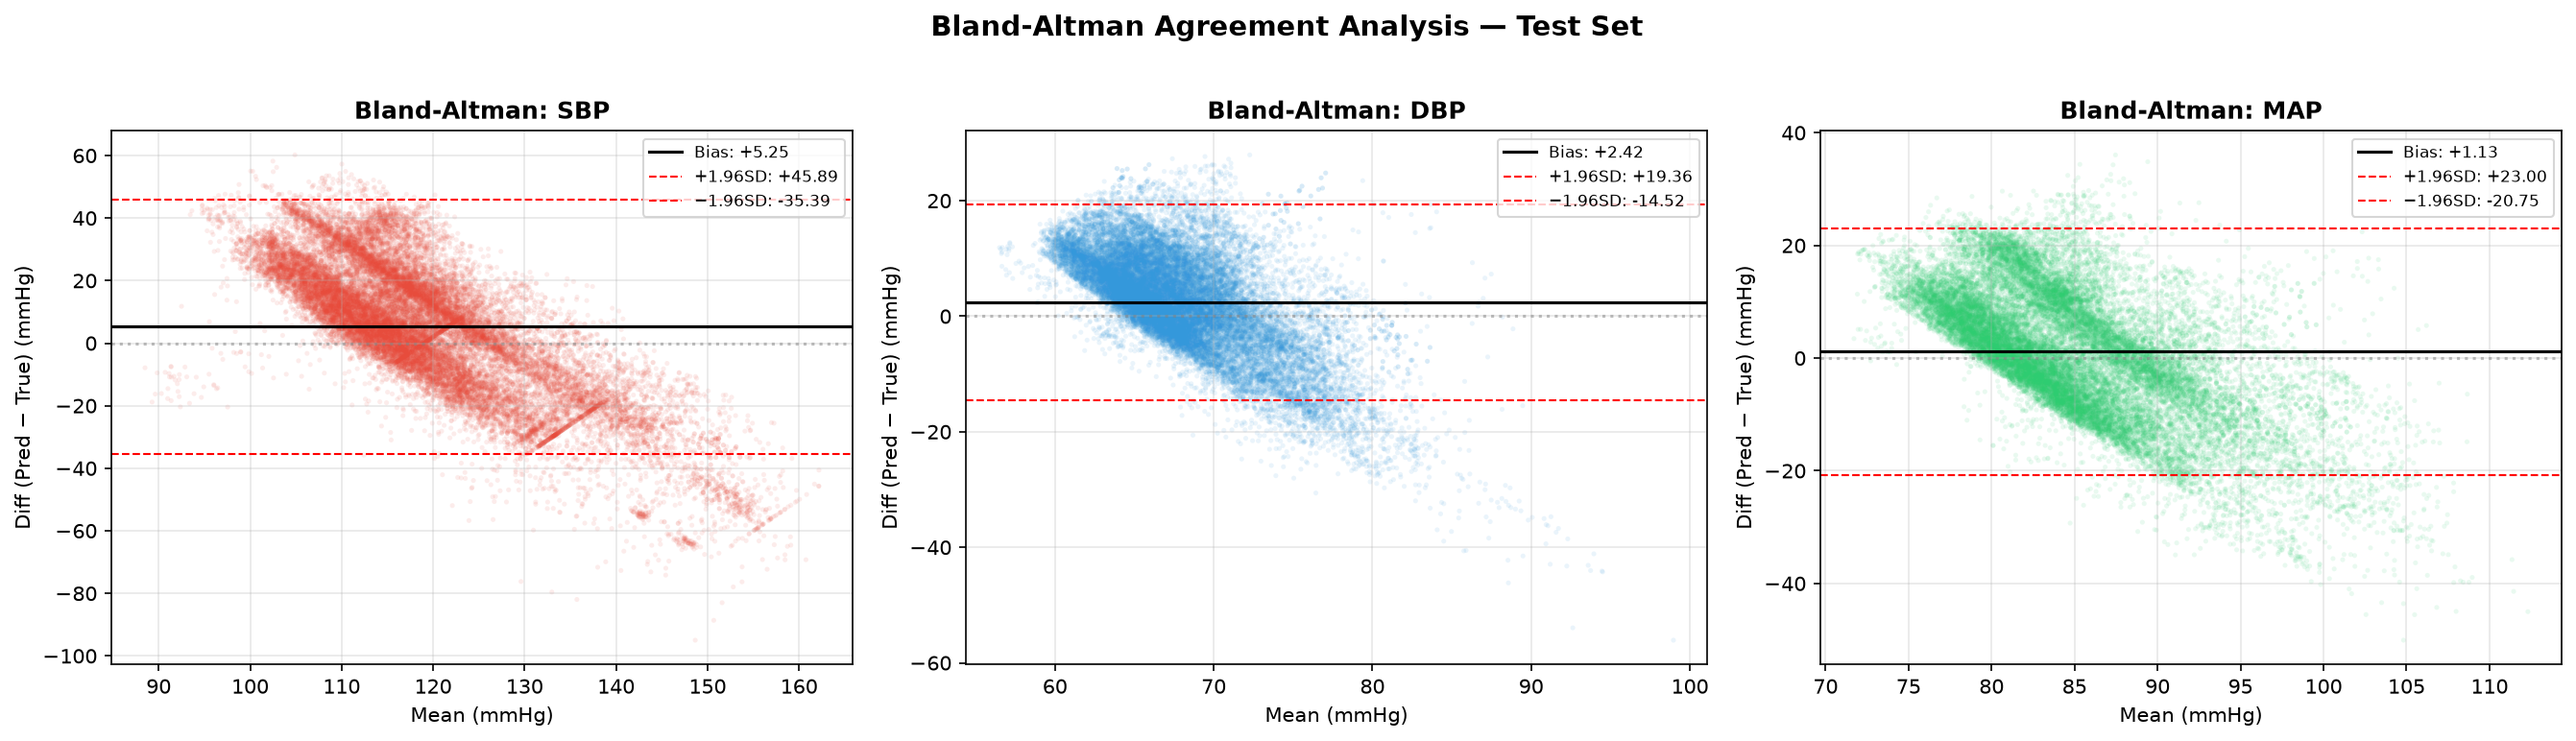 Bland-Altman Agreement Analysis — Test Set
Bland-Altman: SBP
Diff (Pred − True) (mmHg)
60
40
20
0
−20
−40
−60
−80
−100
Bias: +5.25
+1.96SD: +45.89
−1.96SD: -35.39
90 100 110 120 130 140 150 160
Mean (mmHg)
Bland-Altman: DBP
Diff (Pred − True) (mmHg)
20
0
−20
−40
−60
Bias: +2.42
+1.96SD: +19.36
−1.96SD: -14.52
60 70 80 90 100
Mean (mmHg)
Bland-Altman: MAP
Diff (Pred − True) (mmHg)
40
20
0
−20
−40
Bias: +1.13
+1.96SD: +23.00
−1.96SD: -20.75
70 75 80 85 90 95 100 105 110
Mean (mmHg)